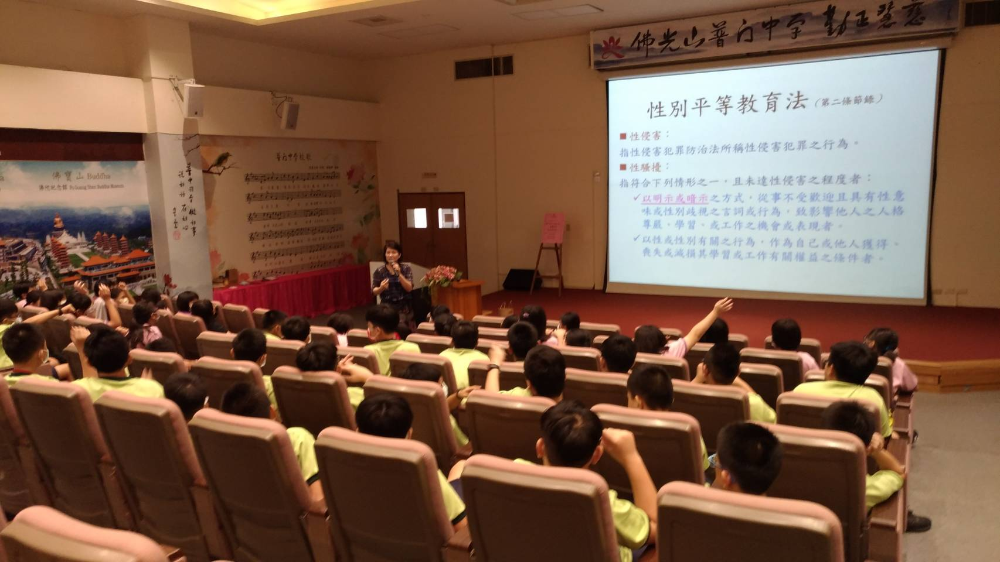 佛光山普門中学 勤正慧慈
性別平等教育法(第二條節錄)
■ 性侵害：
指性侵害犯罪防治法所稱性侵害犯罪之行為。
■ 性騷擾：
指符合下列情形之一，且未達性侵害之程度者：
✓以明示或暗示之方式，從事不受歡迎且具有性意
味或性別歧視之言詞或行為，致影響他人之人格
尊嚴、學習、或工作之機會或表現者。
✓以性或性別有關之行為，作為自己或他人獲得、
喪失或減損其學習或工作有關權益之條件者。
普門中學校歌
佛寶山 Buddha
佛陀紀念館 Fo Guang Shan Buddha Museum
說好話 存好心